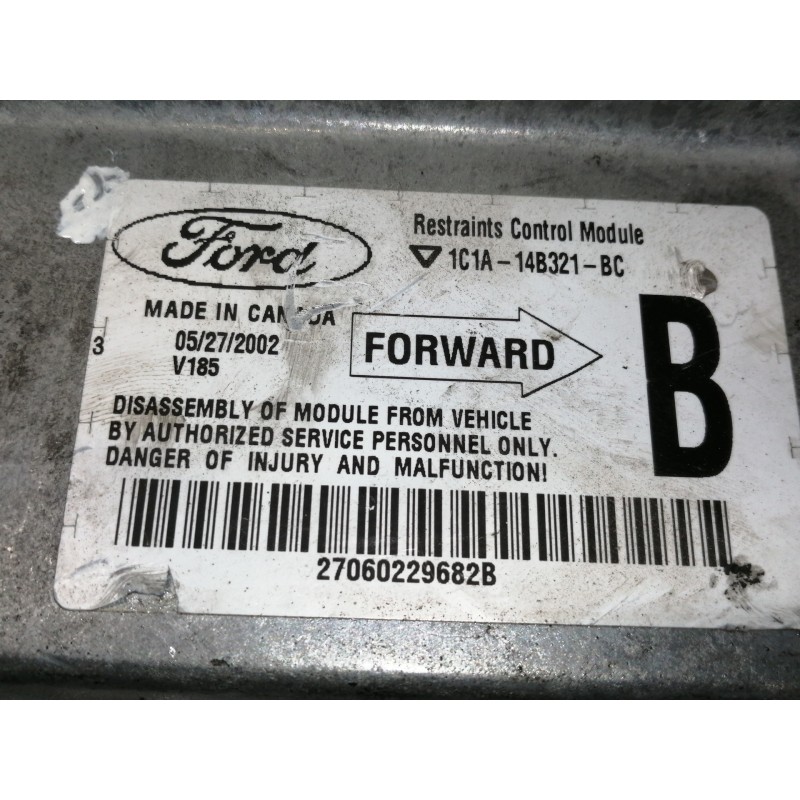 Ford
Restraints Control Module
1C1A-14B321-BC
MADE IN CANADA
05/27/2002
V185
3
FORWARD
B
DISASSEMBLY OF MODULE FROM VEHICLE
BY AUTHORIZED SERVICE PERSONNEL ONLY.
DANGER OF INJURY AND MALFUNCTION!
27060229682B